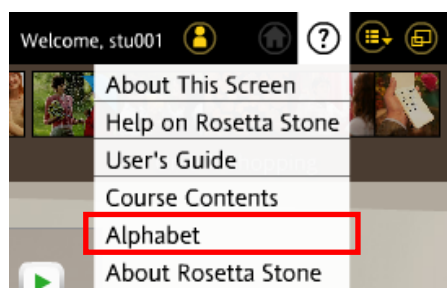 Welcome, stu001
?
About This Screen
Help on Rosetta Stone
User's Guide
Course Contents
Alphabet
About Rosetta Stone